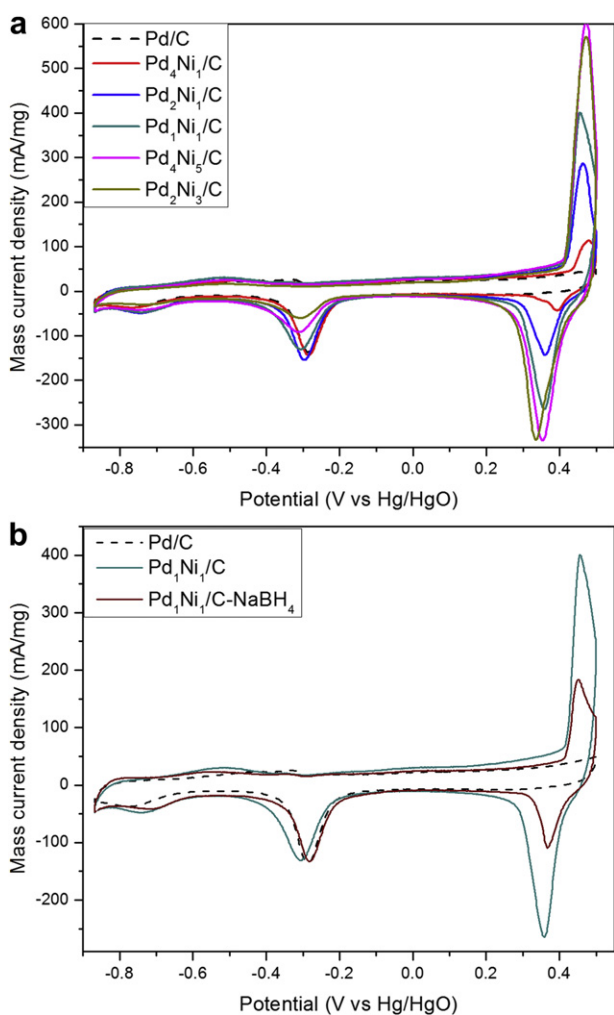 a
Pd/C
Pd₄Ni₁/C
Pd₂Ni₁/C
Pd₁Ni₁/C
Pd₄Ni₅/C
Pd₂Ni₃/C
600
500
400
300
200
100
0
-100
-200
-300
Mass current density (mA/mg)
-0.8 -0.6 -0.4 -0.2 0.0 0.2 0.4
Potential (V vs Hg/HgO)
b
Pd/C
Pd₁Ni₁/C
Pd₁Ni₁/C-NaBH₄
400
300
200
100
0
-100
-200
Mass current density (mA/mg)
-0.8 -0.6 -0.4 -0.2 0.0 0.2 0.4
Potential (V vs Hg/HgO)